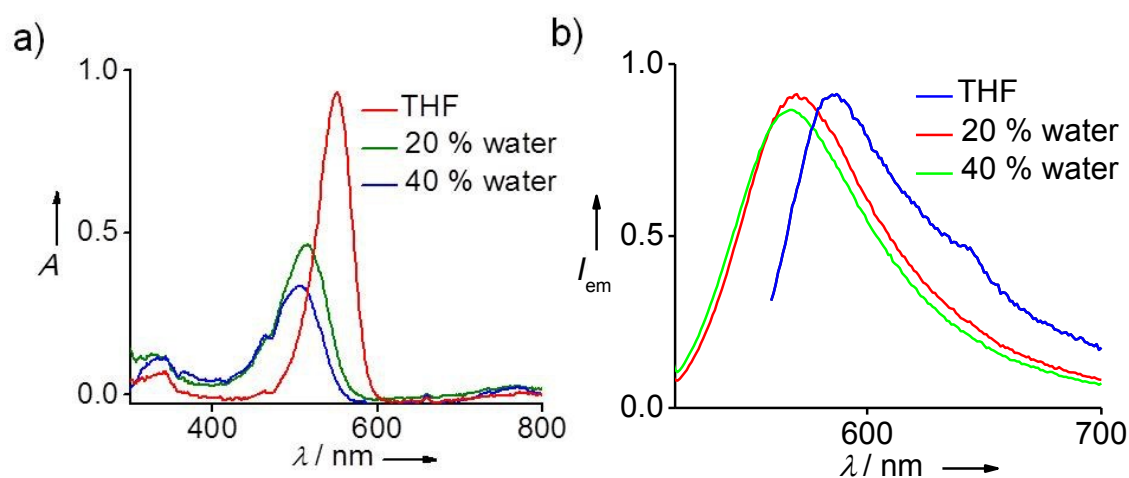 a)
1.0
0.5
0.0
A
THF
20 % water
40 % water
400
600
800
λ / nm
b)
1.0
0.5
0.0
I em
THF
20 % water
40 % water
600
700
λ / nm